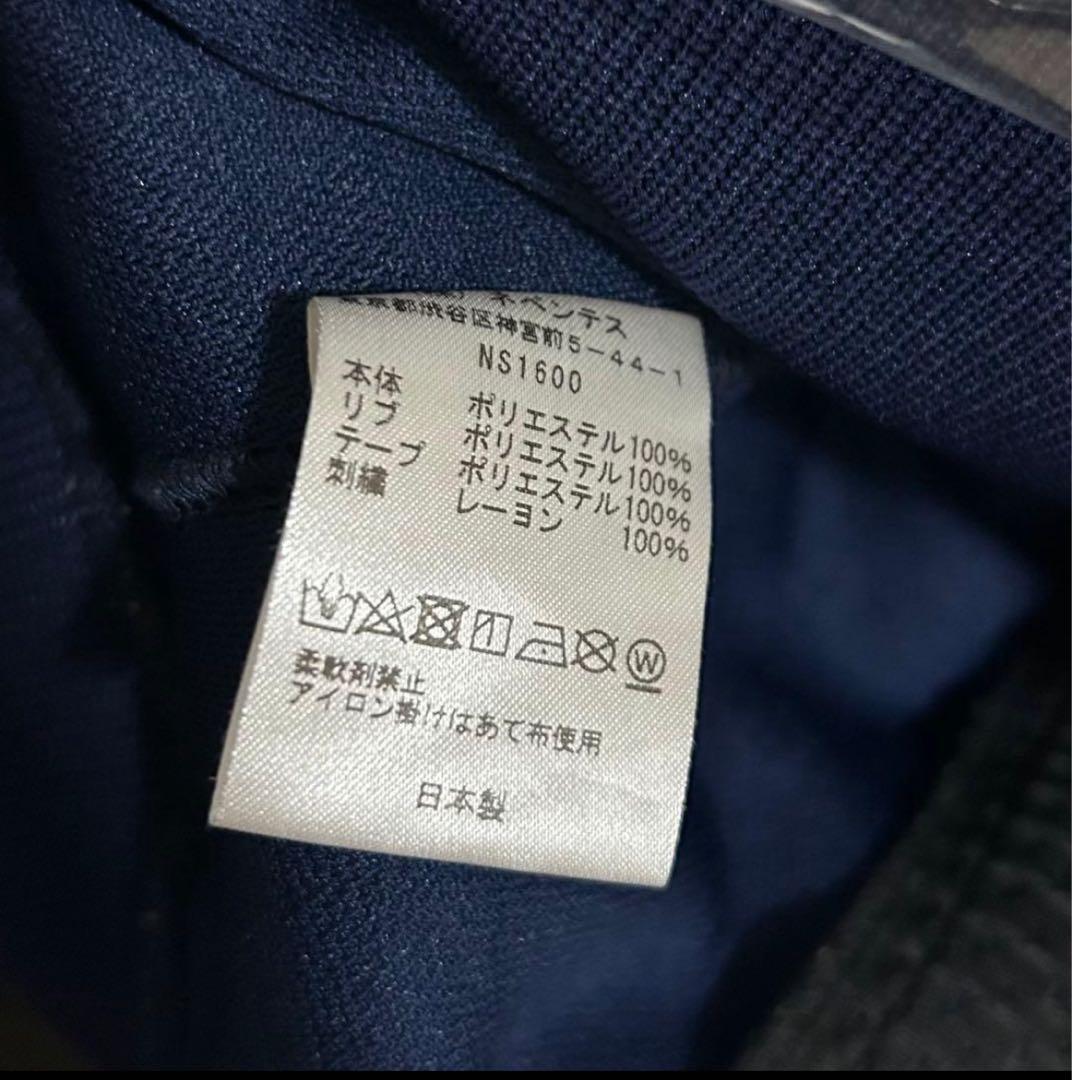 ネペンテス
東京都渋谷区神宮前5-44-1
NS1600
本体 ポリエステル100%
リブ ポリエステル100%
テープ ポリエステル100%
刺繍 レーヨン 100%
W
柔軟剤禁止
アイロン掛けはあて布使用
日本製